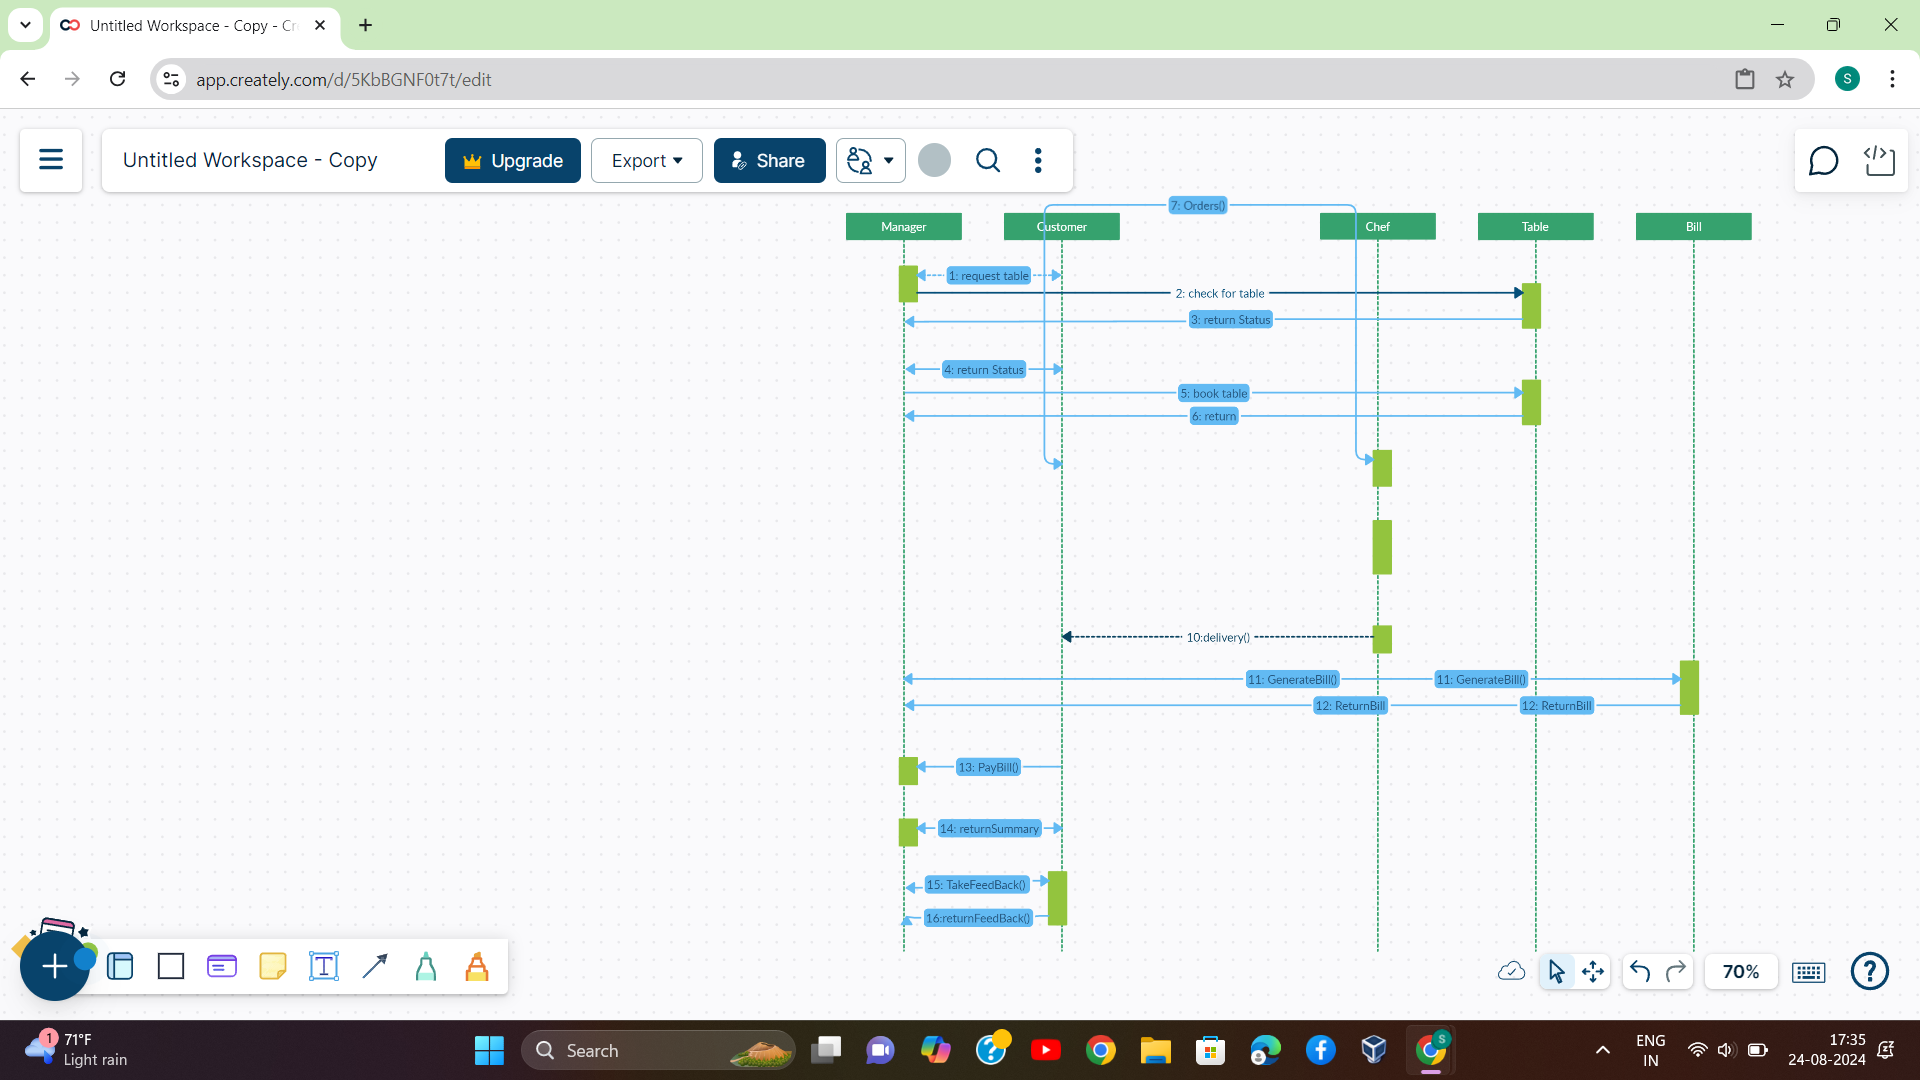 Untitled Workspace - Copy - Cr
app.creately.com/d/5KbBGNF0t7t/edit
S
Untitled Workspace - Copy
Upgrade
Export
Share
7: Orders()
Manager
Customer
Chef
Table
Bill
1: request table
2: check for table
3: return Status
4: return Status
5: book table
6: return
10:delivery()
11: GenerateBill()
11: GenerateBill()
12: ReturnBill
12: ReturnBill
13: PayBill()
14: returnSummary
15: TakeFeedBack()
16:returnFeedBack()
T
70%
?
1
71°F
Light rain
Search
S
ENG
IN
17:35
24-08-2024